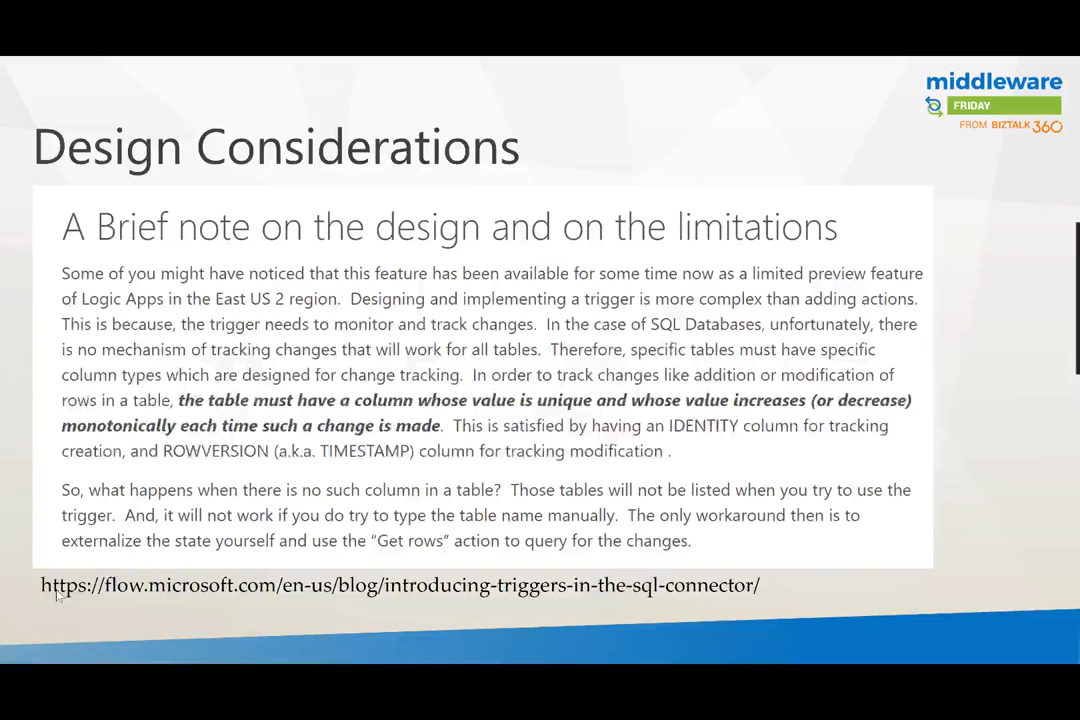 middleware
FRIDAY
FROM BIZTALK 360
Design Considerations
A Brief note on the design and on the limitations
Some of you might have noticed that this feature has been available for some time now as a limited preview feature
of Logic Apps in the East US 2 region.  Designing and implementing a trigger is more complex than adding actions.
This is because, the trigger needs to monitor and track changes.  In the case of SQL Databases, unfortunately, there
is no mechanism of tracking changes that will work for all tables.  Therefore, specific tables must have specific
column types which are designed for change tracking.  In order to track changes like addition or modification of
rows in a table, the table must have a column whose value is unique and whose value increases (or decrease)
monotonically each time such a change is made.  This is satisfied by having an IDENTITY column for tracking
creation, and ROWVERSION (a.k.a. TIMESTAMP) column for tracking modification .
So, what happens when there is no such column in a table?  Those tables will not be listed when you try to use the
trigger.  And, it will not work if you do try to type the table name manually.  The only workaround then is to
externalize the state yourself and use the “Get rows” action to query for the changes.
https://flow.microsoft.com/en-us/blog/introducing-triggers-in-the-sql-connector/